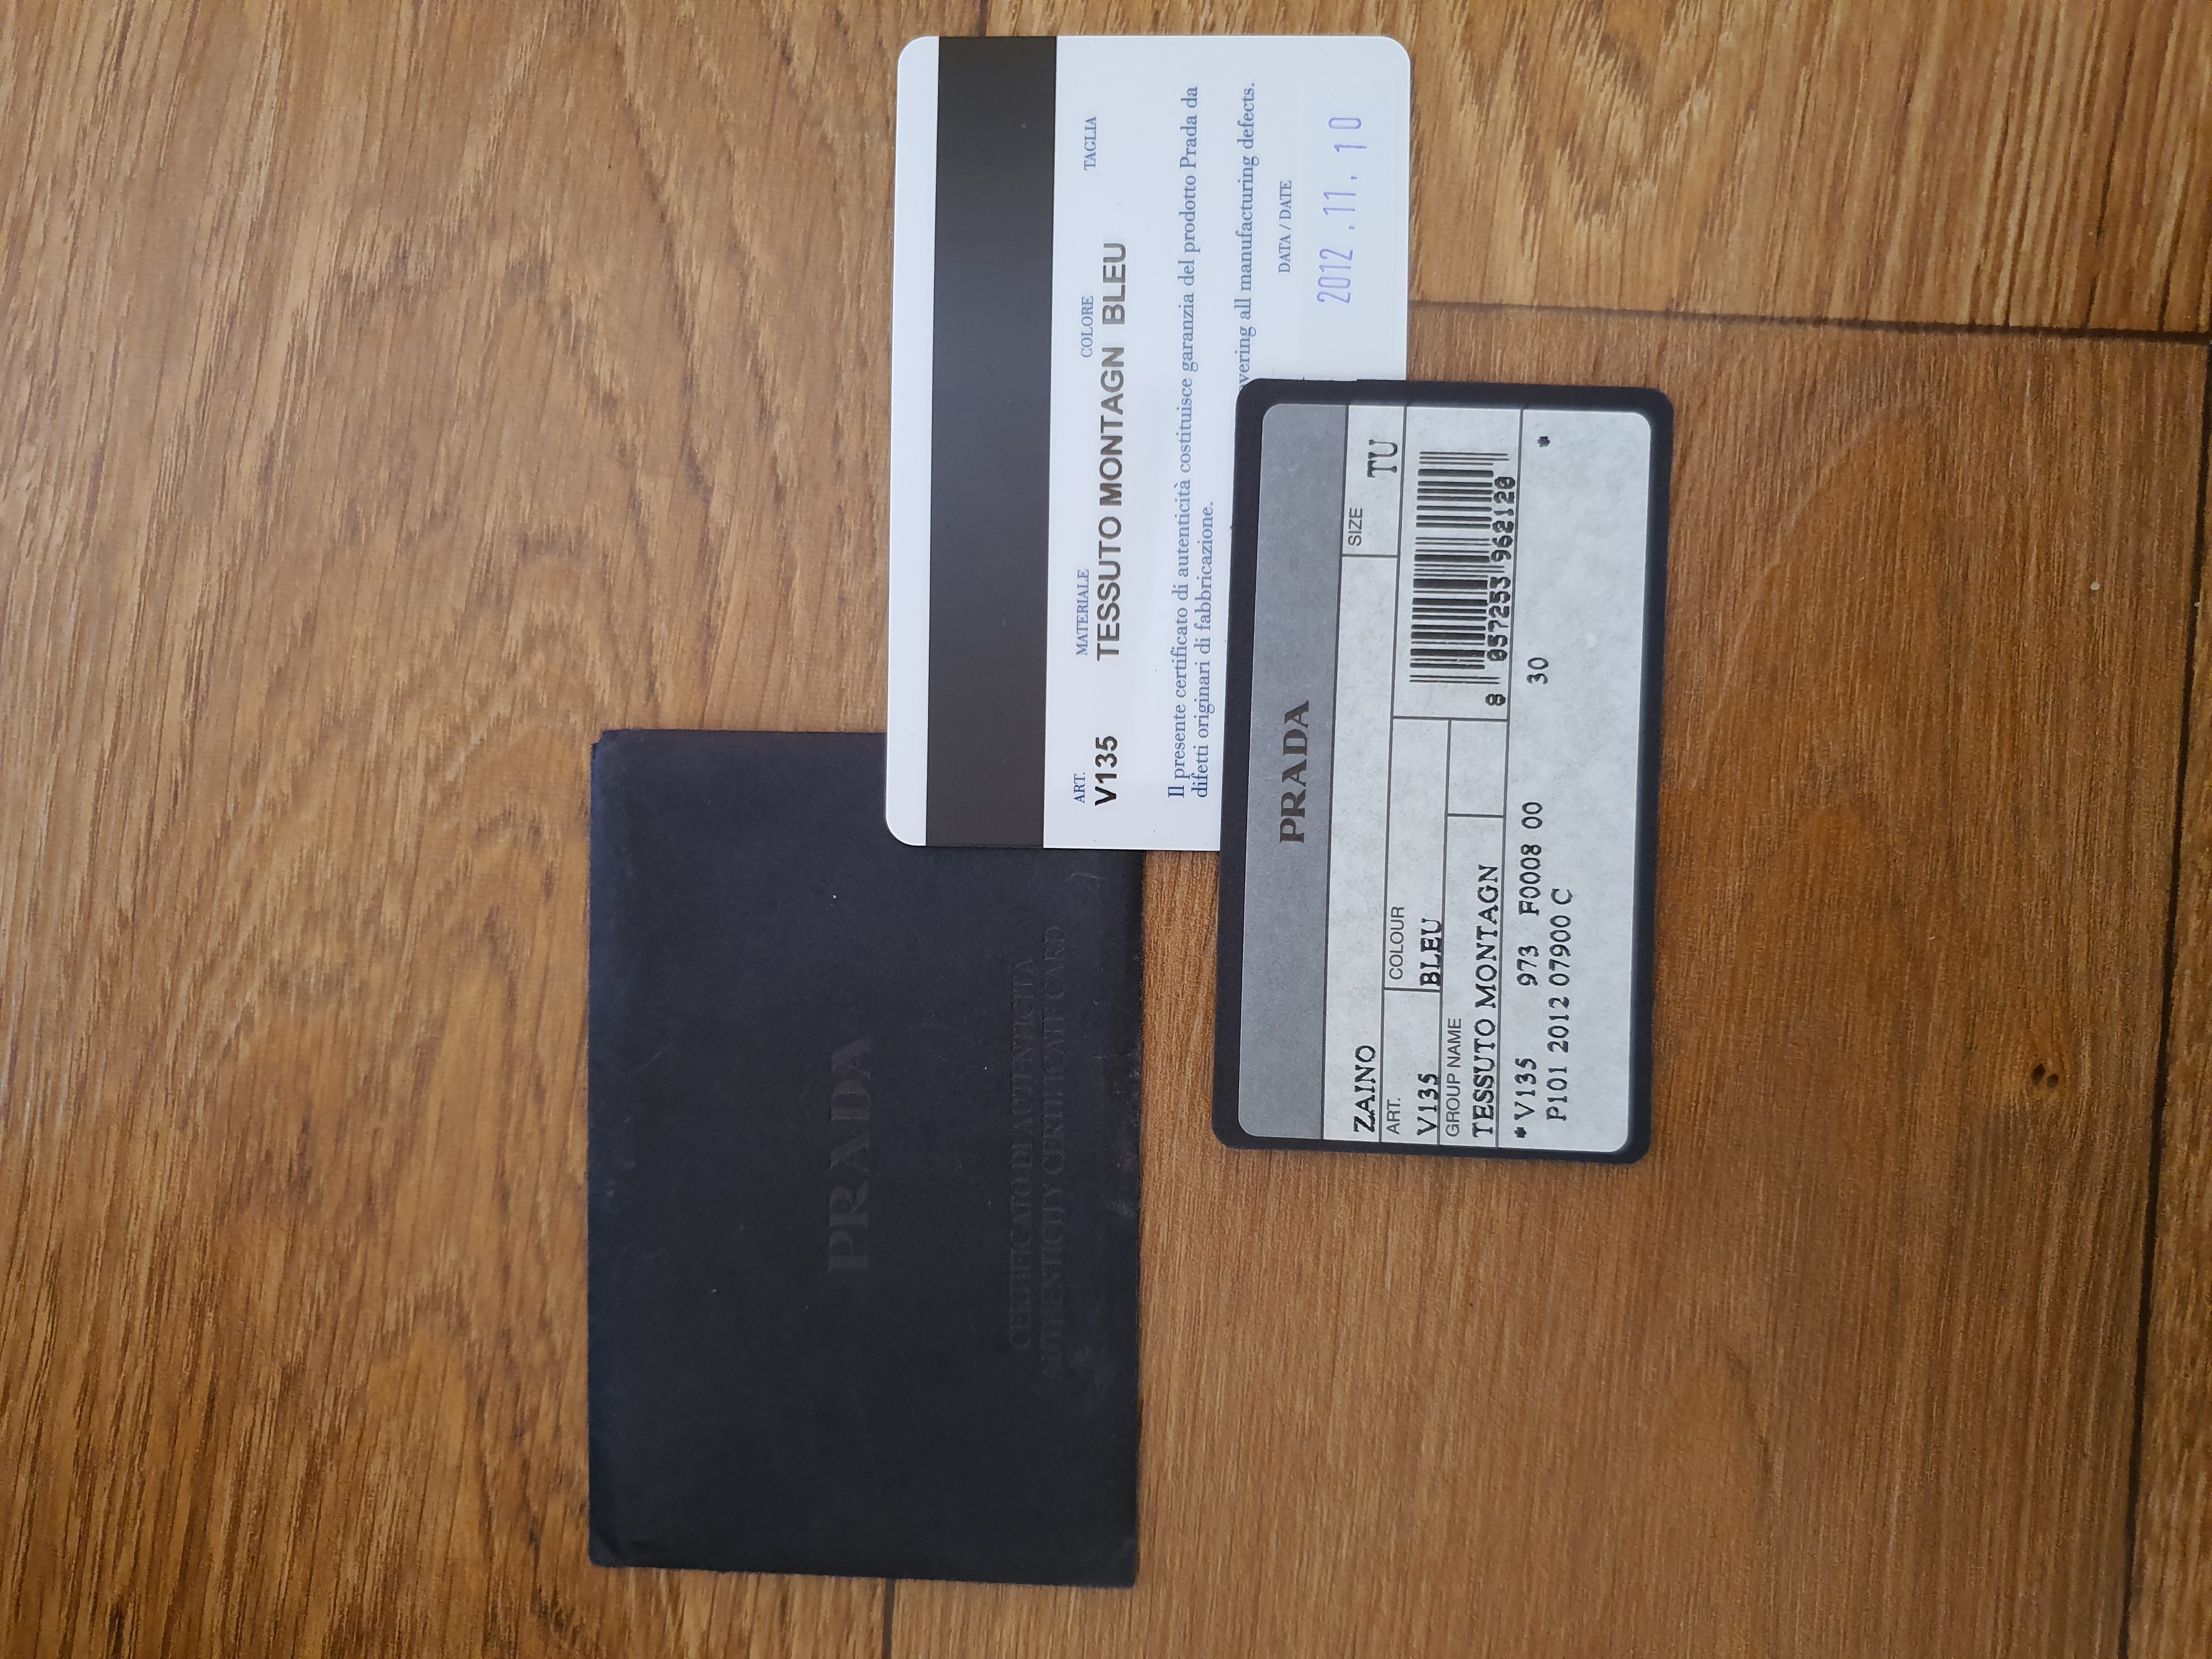 PRADA
CERTIFICATO DI AUTENTICITÀ
AUTHENTICITY CERTIFICATE CARD
ART. MATERIALE COLORE TAGLIA
V135 TESSUTO MONTAGN BLEU
Il presente certificato di autenticità costituisce garanzia del prodotto Prada da
difetti originari di fabbricazione.
all manufacturing defects.
DATA / DATE
2012 . 11. 10
PRADA
ZAINO
SIZE
TU
ART.
V135
COLOUR
BLEU
GROUP NAME
TESSUTO MONTAGN
8 057253 962120
*V135 973 F0008 00 30 *
P101 2012 07900 C